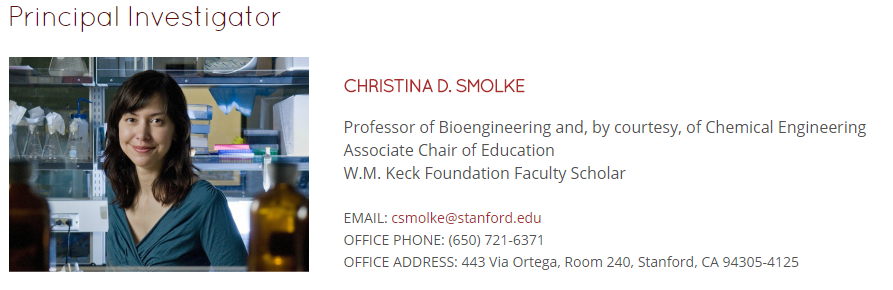 Principal Investigator
CHRISTINA D. SMOLKE
Professor of Bioengineering and, by courtesy, of Chemical Engineering
Associate Chair of Education
W.M. Keck Foundation Faculty Scholar
EMAIL: csmolke@stanford.edu
OFFICE PHONE: (650) 721-6371
OFFICE ADDRESS: 443 Via Ortega, Room 240, Stanford, CA 94305-4125